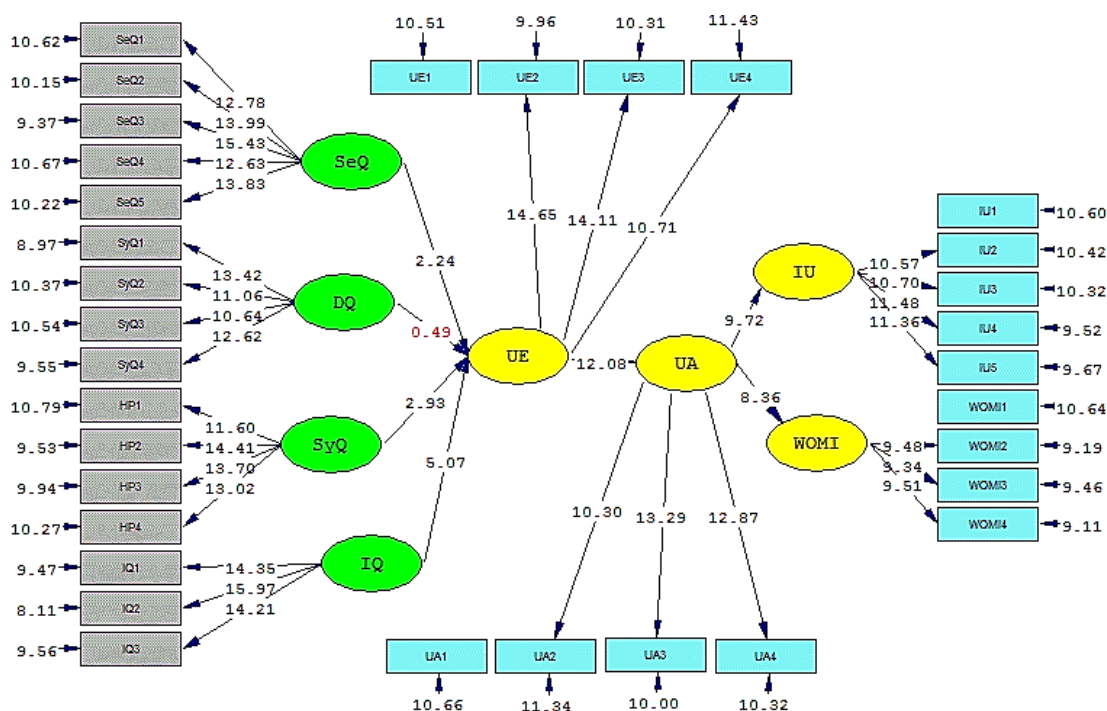 10.51
9.96
10.31
11.43
10.62
SeQ1
10.15
SeQ2
9.37
SeQ3
10.67
SeQ4
10.22
SeQ5
8.97
SyQ1
10.37
SyQ2
10.54
SyQ3
9.55
SyQ4
10.79
HP1
9.53
HP2
9.94
HP3
10.27
HP4
9.47
IQ1
8.11
IQ2
9.56
IQ3
12.78
13.99
15.43
12.63
13.83
SeQ
13.42
11.06
10.64
12.62
DQ
11.60
14.41
13.70
13.02
SyQ
14.35
15.97
14.21
IQ
2.24
0.49
2.93
5.07
UE1
UE2
UE3
UE4
14.65
14.11
10.71
UE
12.08
UA
9.72
8.36
IU
WOMI
10.57
10.70
11.48
11.36
9.48
9.34
9.51
IU1
10.60
IU2
10.42
IU3
10.32
IU4
9.52
IU5
9.67
WOMI1
10.64
WOMI2
9.19
WOMI3
9.46
WOMI4
9.11
10.30
13.29
12.87
UA1
UA2
UA3
UA4
10.66
11.34
10.00
10.32